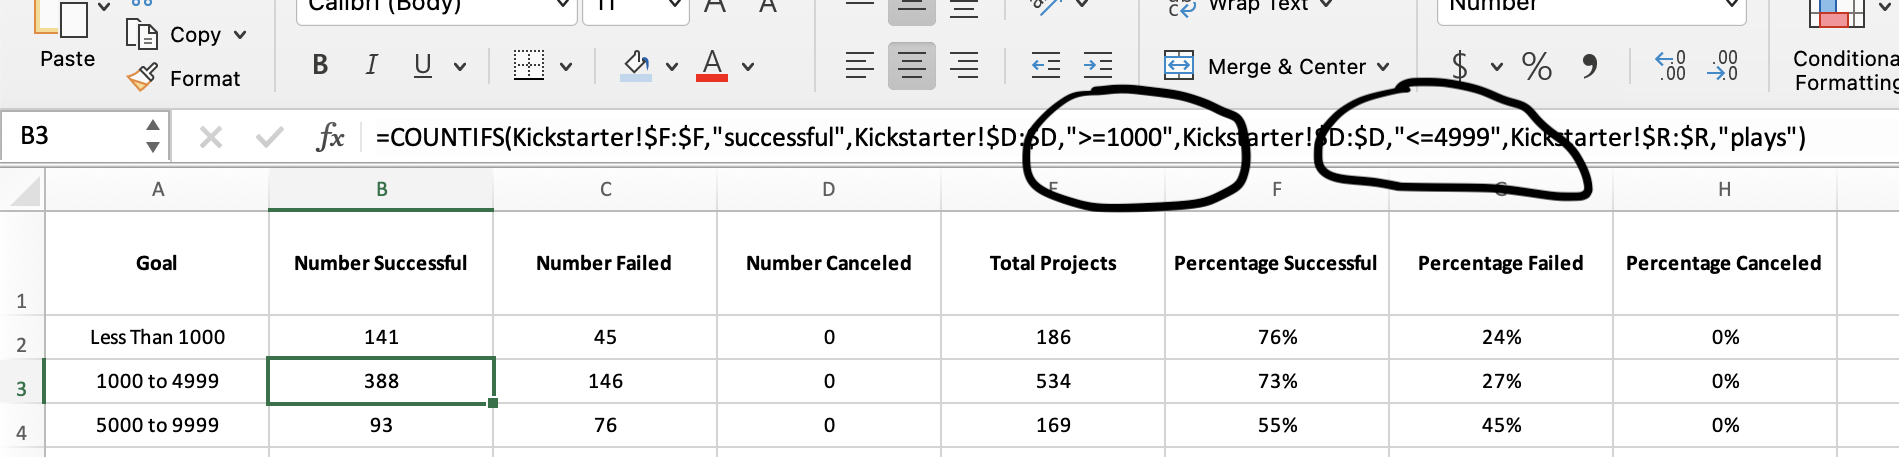 Calibri (Body) 11 A A Wrap Text Number
Copy
Paste
Format B I U A Merge & Center $ % .00 .00 Conditional
Formatting
B3 fx =COUNTIFS(Kickstarter!$F:$F,"successful",Kickstarter!$D:$D,">=1000",Kickstarter!$D:$D,"<=4999",Kickstarter!$R:$R,"plays")
A B C D E F G H
1 Goal Number Successful Number Failed Number Canceled Total Projects Percentage Successful Percentage Failed Percentage Canceled
2 Less Than 1000 141 45 0 186 76% 24% 0%
3 1000 to 4999 388 146 0 534 73% 27% 0%
4 5000 to 9999 93 76 0 169 55% 45% 0%